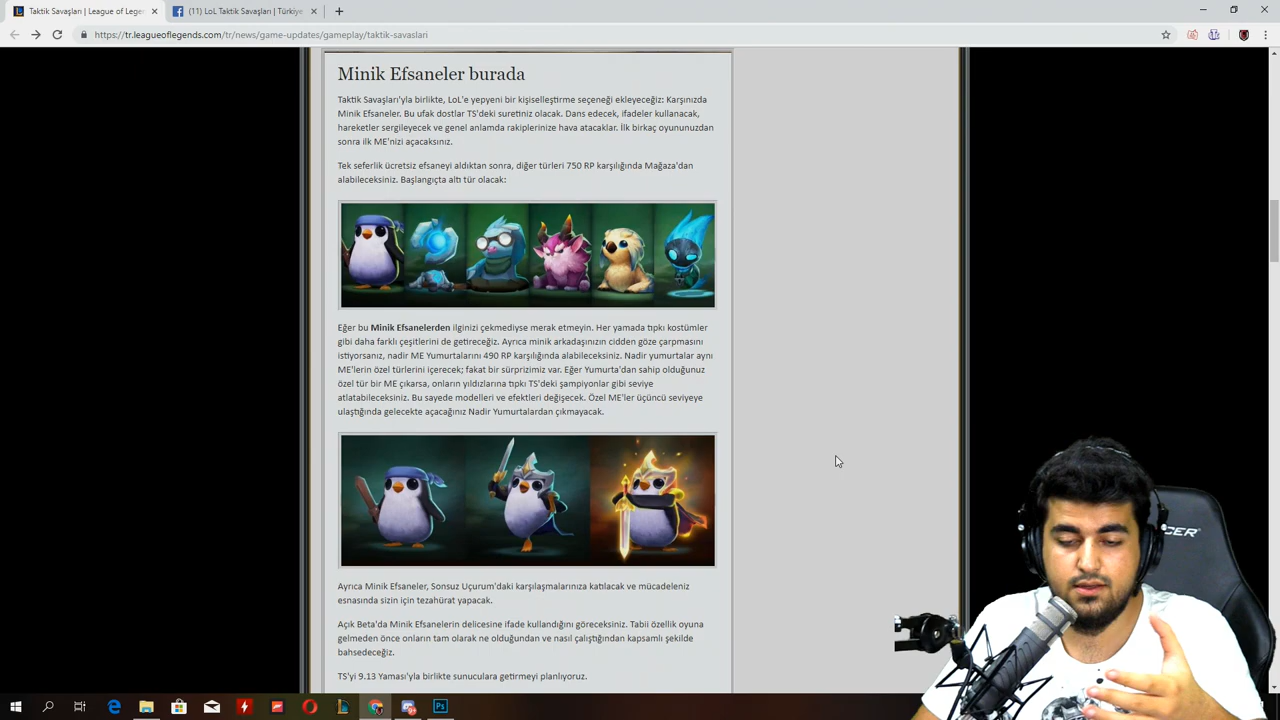 Taktik Savaşları | League of Lege
(11) LoL Taktik Savaşları | Türkiye
https://tr.leagueoflegends.com/tr/news/game-updates/gameplay/taktik-savaslari
Minik Efsaneler burada
Taktik Savaşları'yla birlikte, LoL'e yepyeni bir kişiselleştirme seçeneği ekleyeceğiz: Karşınızda
Minik Efsaneler. Bu ufak dostlar TS'deki suretiniz olacak. Dans edecek, ifadeler kullanacak,
hareketler sergileyecek ve genel anlamda rakiplerinize hava atacaklar. İlk birkaç oyununuzdan
sonra ilk ME'nizi açacaksınız.
Tek seferlik ücretsiz efsaneyi aldıktan sonra, diğer türleri 750 RP karşılığında Mağaza'dan
alabileceksiniz. Başlangıçta altı tür olacak:
Eğer bu Minik Efsanelerden ilginizi çekmediyse merak etmeyin. Her yamada tıpkı kostümler
gibi daha farklı çeşitlerini de getireceğiz. Ayrıca minik arkadaşınızın cidden göze çarpmasını
istiyorsanız, nadir ME Yumurtalarını 490 RP karşılığında alabileceksiniz. Nadir yumurtalar aynı
ME'lerin özel türlerini içerecek; fakat bir sürprizimiz var. Eğer Yumurta'dan sahip olduğunuz
özel tür bir ME çıkarsa, onların yıldızlarına tıpkı TS'deki şampiyonlar gibi seviye
atlatabileceksiniz. Bu sayede modelleri ve efektleri değişecek. Özel ME'ler üçüncü seviyeye
ulaştığında gelecekte açacağınız Nadir Yumurtalardan çıkmayacak.
Ayrıca Minik Efsaneler, Sonsuz Uçurum'daki karşılaşmalarınıza katılacak ve mücadeleniz
esnasında sizin için tezahürat yapacak.
Açık Beta'da Minik Efsanelerin delicesine ifade kullandığını göreceksiniz. Tabii özellik oyuna
gelmeden önce onların tam olarak ne olduğundan ve nasıl çalıştığından kapsamlı şekilde
bahsedeceğiz.
TS'yi 9.13 Yaması'yla birlikte sunuculara getirmeyi planlıyoruz.